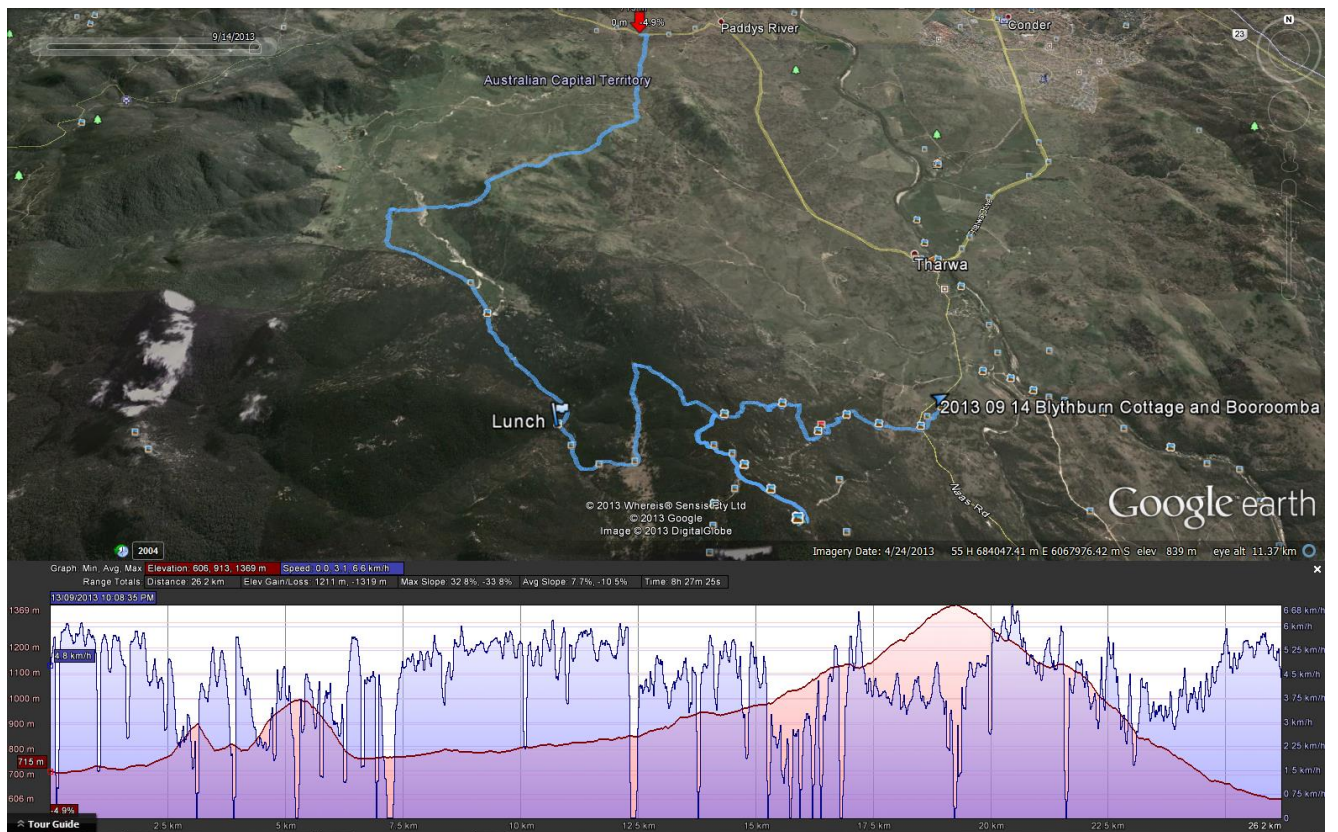 9/14/2013
0 m -4.9%
Paddys River
Conder
23
N
Australian Capital Territory
Tharwa
Lunch
2013 09 14 Blythburn Cottage and Booroomba
Naas-Rd
© 2013 Whereis® Sensis Pty Ltd
© 2013 Google
Image © 2013 DigitalGlobe
Google earth
2004
Imagery Date: 4/24/2013 55 H 684047.41 m E 6067976.42 m S elev 839 m eye alt 11.37 km
Graph: Min, Avg, Max Elevation: 606, 913, 1369 m Speed: 0.0, 3.1, 6.6 km/h
Range Totals: Distance: 26.2 km Elev Gain/Loss: 1211 m, -1319 m Max Slope: 32.8%, -33.8% Avg Slope: 7.7%, -10.5% Time: 8h 27m 25s
13/09/2013 10:08:35 PM
1369 m
1200 m
1100 m
1000 m
900 m
800 m
715 m
700 m
606 m
4.8 km/h
-4.9%
6.68 km/h
6 km/h
5.25 km/h
4.5 km/h
3.75 km/h
3 km/h
2.25 km/h
1.5 km/h
0.75 km/h
0
Tour Guide
2.5 km
5 km
7.5 km
10 km
12.5 km
15 km
17.5 km
20 km
22.5 km
26.2 km